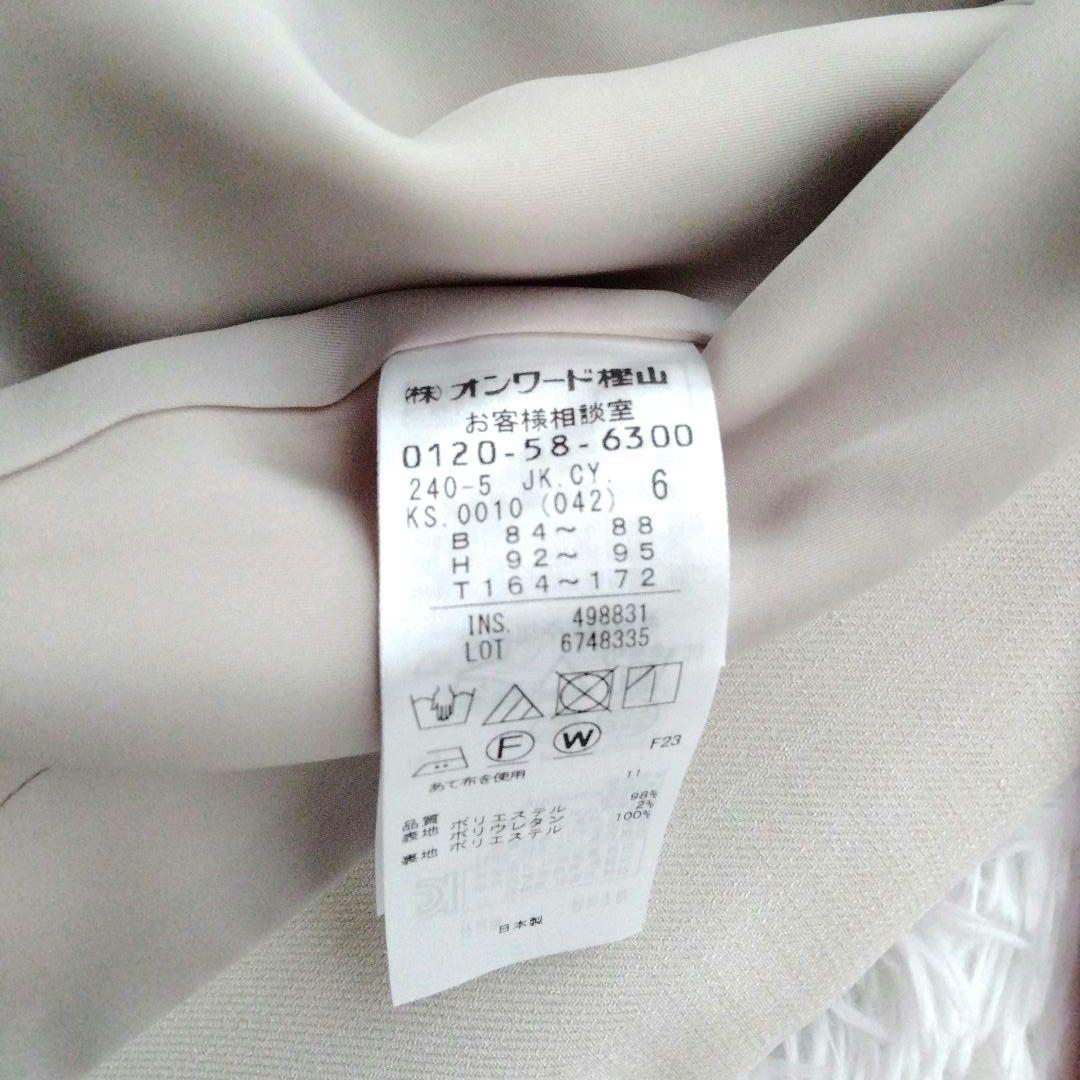 (株)オンワード樫山
お客様相談室
0120-58-6300
240-5 JK.CY. 6
KS.0010 (042)
B 84~ 88
H 92~ 95
T164~172
INS. 498831
LOT 6748335
F W F23
あて布を使用 11
品質
表地 ポリエステル 98%
ポリウレタン 2%
裏地 ポリエステル 100%
日本製